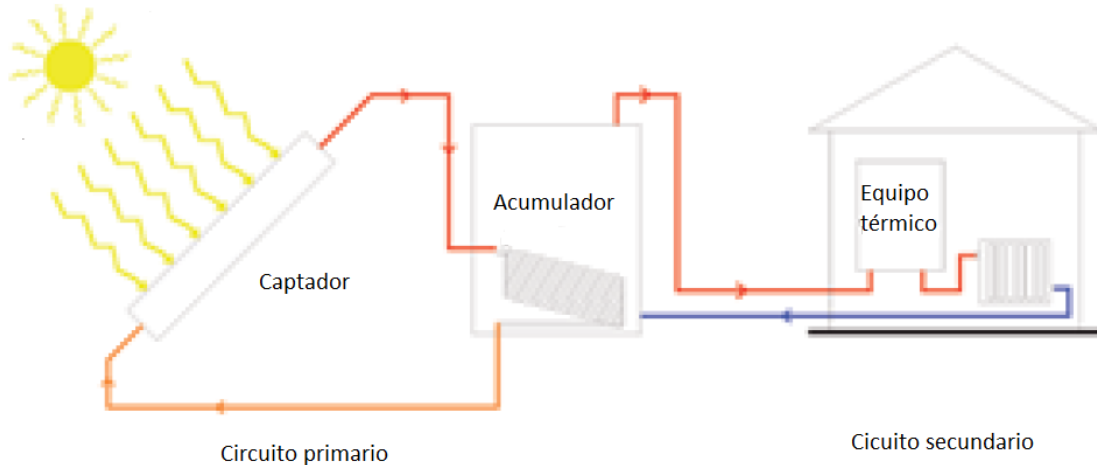 Equipo
térmico
Acumulador
Captador
Circuito primario
Cicuito secundario